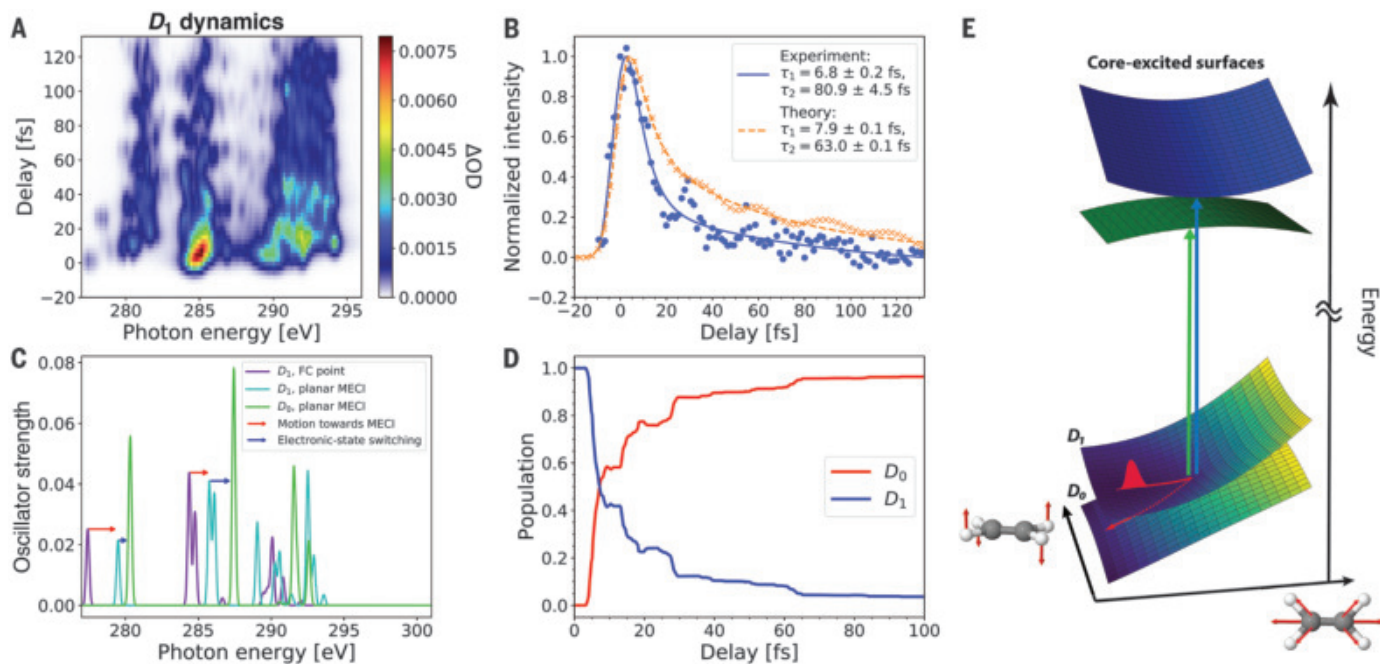 A
D₁ dynamics
120
100
80
60
40
20
0
−20
Delay [fs]
280
285
290
295
Photon energy [eV]
0.0075
0.0060
0.0045
0.0030
0.0015
0.0000
ΔOD
B
1.0
0.8
0.6
0.4
0.2
0.0
−0.2
Normalized intensity
Experiment:
τ₁ = 6.8 ± 0.2 fs,
τ₂ = 80.9 ± 4.5 fs
Theory:
τ₁ = 7.9 ± 0.1 fs,
τ₂ = 63.0 ± 0.1 fs
−20
0
20
40
60
80
100
120
Delay [fs]
C
0.08
0.06
0.04
0.02
0.00
Oscillator strength
D₁, FC point
D₁, planar MECI
D₀, planar MECI
Motion towards MECI
Electronic-state switching
280
285
290
295
300
Photon energy [eV]
D
1.0
0.8
0.6
0.4
0.2
0.0
Population
D₀
D₁
0
20
40
60
80
100
Delay [fs]
E
Core-excited surfaces
Energy
D₁
D₀